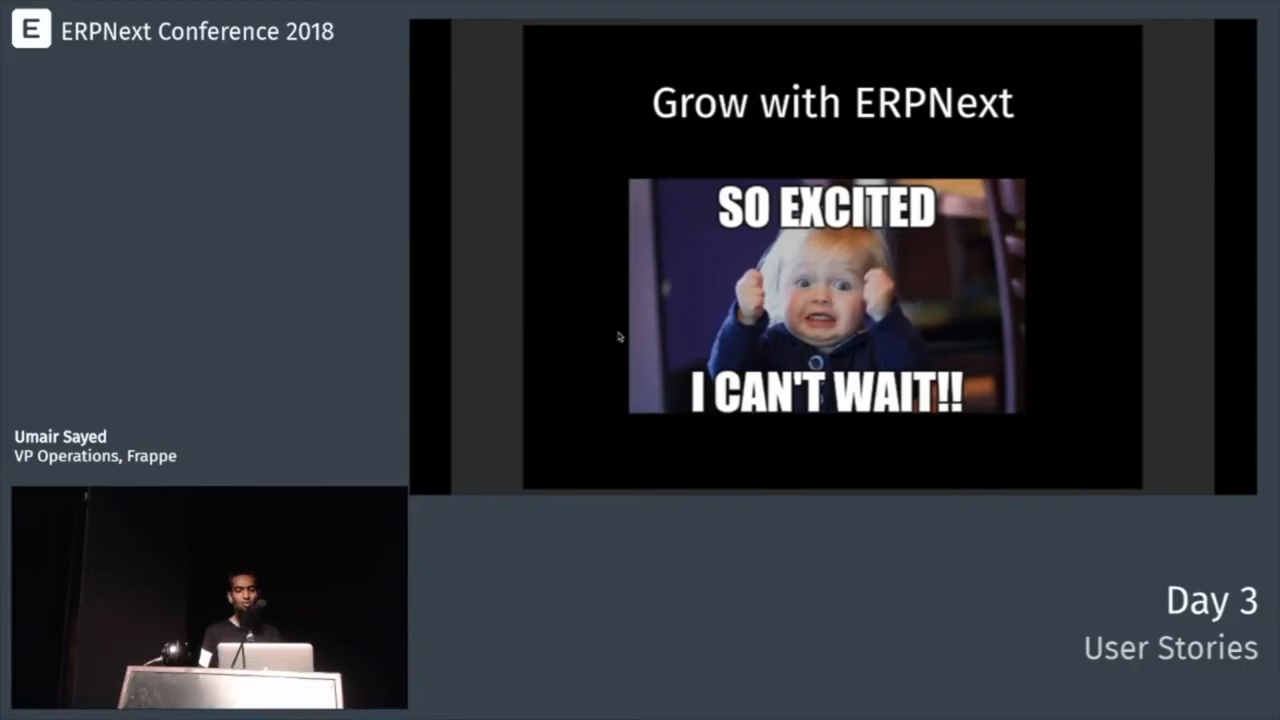 E ERPNext Conference 2018
Grow with ERPNext
SO EXCITED
I CAN'T WAIT!!
Umair Sayed
VP Operations, Frappe
Day 3
User Stories